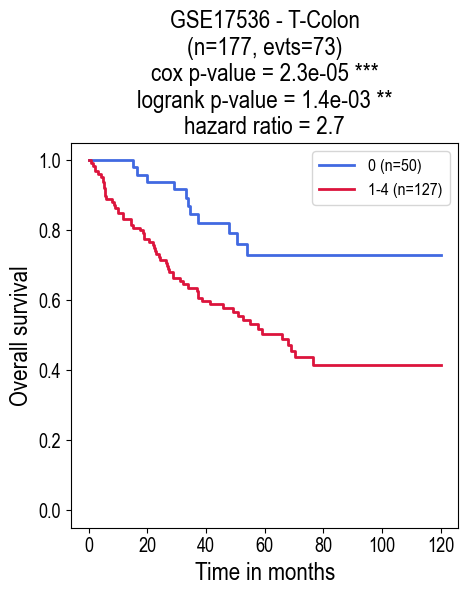 GSE17536 - T-Colon
(n=177, evts=73)
cox p-value = 2.3e-05 ***
logrank p-value = 1.4e-03 **
hazard ratio = 2.7
0 (n=50)
1-4 (n=127)
Overall survival
1.0
0.8
0.6
0.4
0.2
0.0
0 20 40 60 80 100 120
Time in months